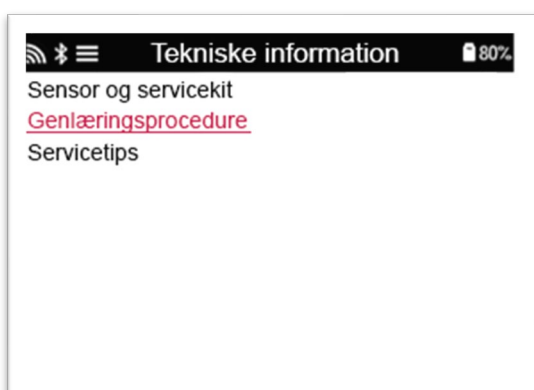 Tekniske information 80%
Sensor og servicekit
Genlæringsprocedure
Servicetips